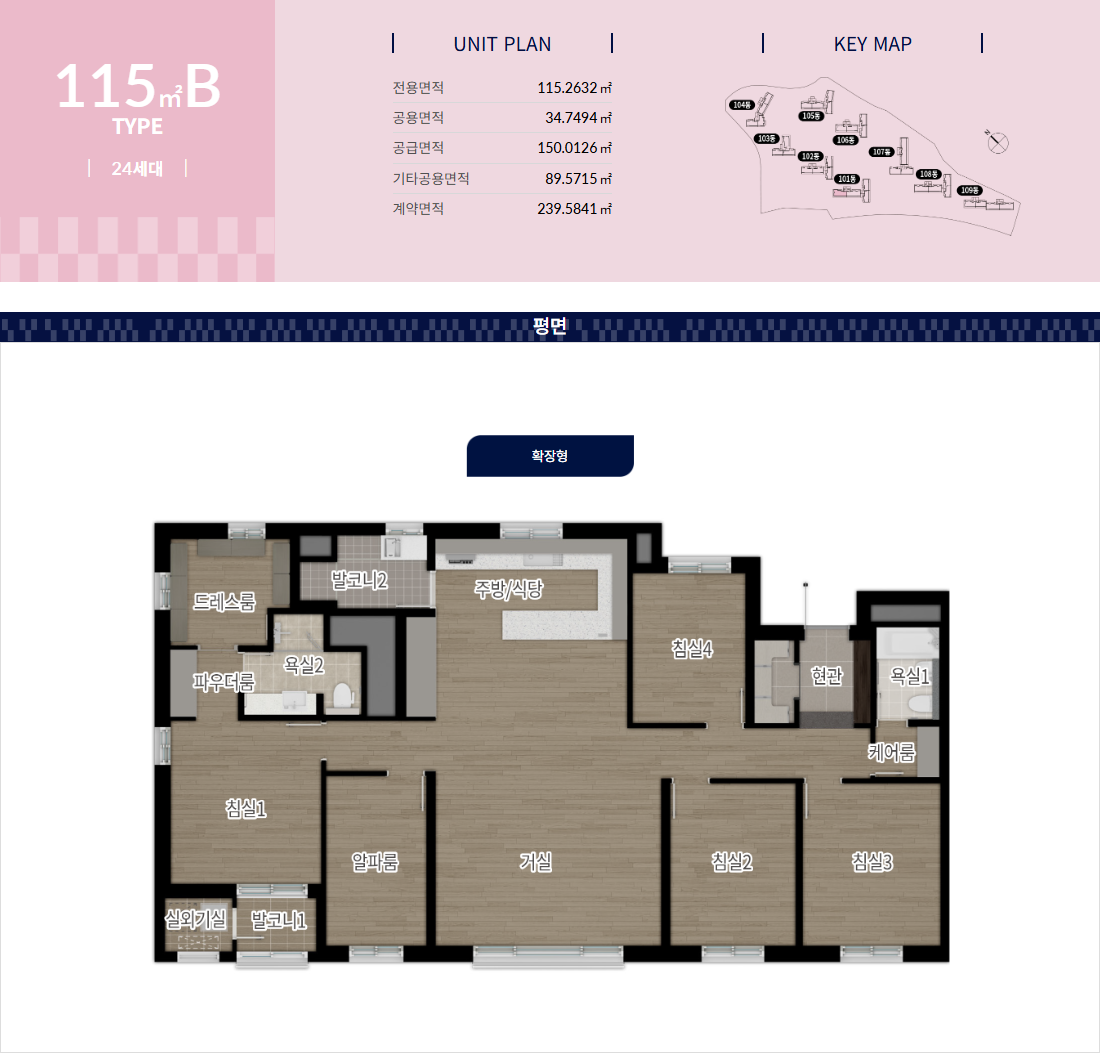 115㎡B
TYPE
24세대
UNIT PLAN
전용면적 115.2632 ㎡
공용면적 34.7494 ㎡
공급면적 150.0126 ㎡
기타공용면적 89.5715 ㎡
계약면적 239.5841 ㎡
KEY MAP
104동
105동
106동
103동
102동
107동
101동
108동
109동
N
평면
확장형
발코니2
주방/식당
드레스룸
침실4
욕실2
파우더룸
현관
욕실1
케어룸
침실1
알파룸
거실
침실2
침실3
실외기실
발코니1